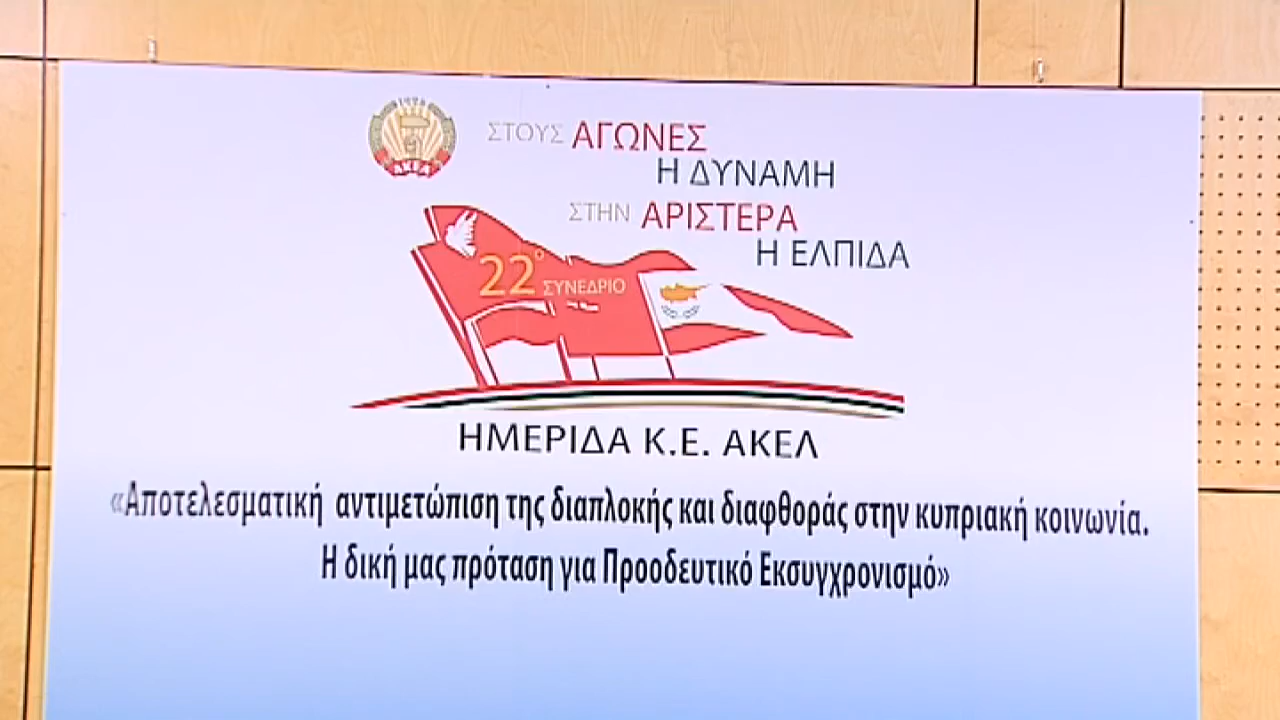 ΣΤΟΥΣ ΑΓΩΝΕΣ
Η ΔΥΝΑΜΗ
ΣΤΗΝ ΑΡΙΣΤΕΡΑ
Η ΕΛΠΙΔΑ
22ο ΣΥΝΕΔΡΙΟ
ΗΜΕΡΙΔΑ Κ.Ε. ΑΚΕΛ
«Αποτελεσματική αντιμετώπιση της διαπλοκής και διαφθοράς στην κυπριακή κοινωνία.
Η δική μας πρόταση για Προοδευτικό Εκσυγχρονισμό»